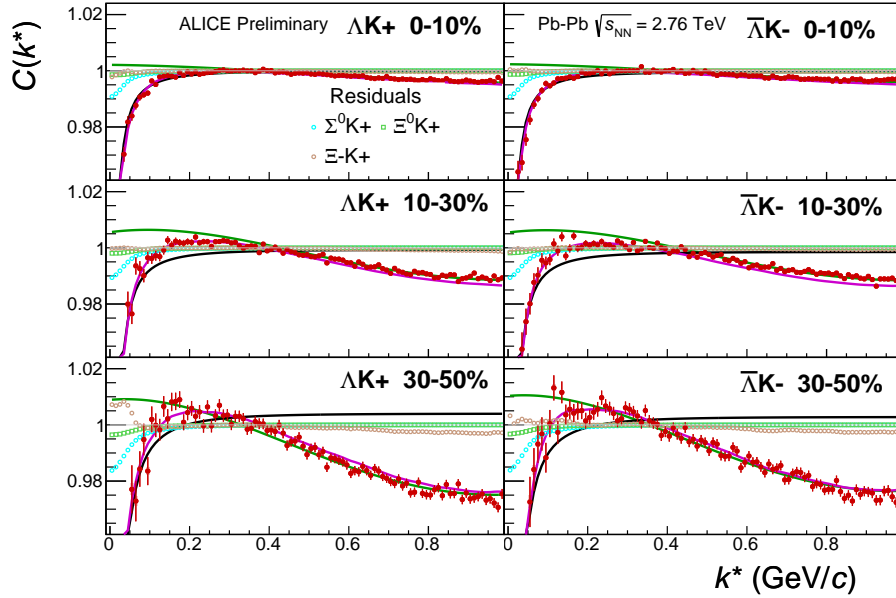 ALICE Preliminary
ΛK+ 0-10%
Pb-Pb √sNN = 2.76 TeV
Λ̅K- 0-10%
C(k*)
1.02
1
0.98
Residuals
Σ⁰K+ Ξ⁰K+
Ξ-K+
ΛK+ 10-30%
Λ̅K- 10-30%
1.02
1
0.98
ΛK+ 30-50%
Λ̅K- 30-50%
1.02
1
0.98
0 0.2 0.4 0.6 0.8 0 0.2 0.4 0.6 0.8
k* (GeV/c)